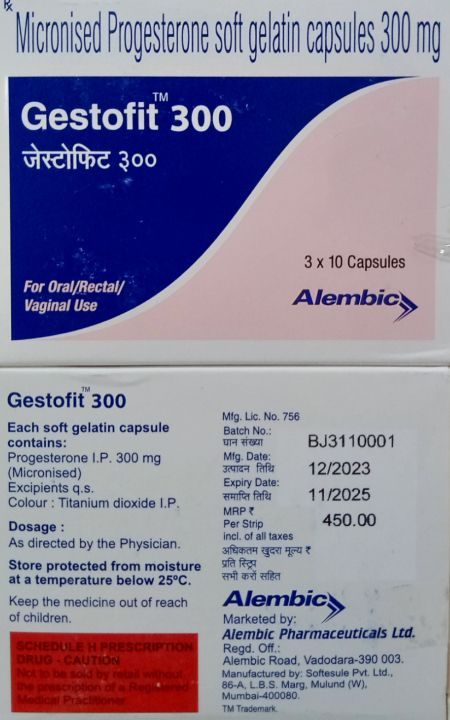 Rx
Micronised Progesterone soft gelatin capsules 300 mg
Gestofit™ 300
जेस्टोफिट ३००
3 x 10 Capsules
For Oral/Rectal/
Vaginal Use
Alembic
Gestofit™ 300
Each soft gelatin capsule
contains:
Progesterone I.P. 300 mg
(Micronised)
Excipients q.s.
Colour : Titanium dioxide I.P.
Dosage :
As directed by the Physician.
Store protected from moisture
at a temperature below 25ºC.
Keep the medicine out of reach
of children.
SCHEDULE H PRESCRIPTION
DRUG - CAUTION
Not to be sold by retail without
the prescription of a Registered
Medical Practitioner.
Mfg. Lic. No. 756
Batch No.:
घान संख्या BJ3110001
Mfg. Date:
उत्पादन तिथि 12/2023
Expiry Date:
समाप्ति तिथि 11/2025
MRP ₹
Per Strip 450.00
incl. of all taxes
अधिकतम खुदरा मूल्य ₹
प्रति स्ट्रिप
सभी करों सहित
Alembic
Marketed by:
Alembic Pharmaceuticals Ltd.
Regd. Off.:
Alembic Road, Vadodara-390 003.
Manufactured by: Softesule Pvt. Ltd.,
86-A, L.B.S. Marg, Mulund (W),
Mumbai-400080.
TM Trademark.